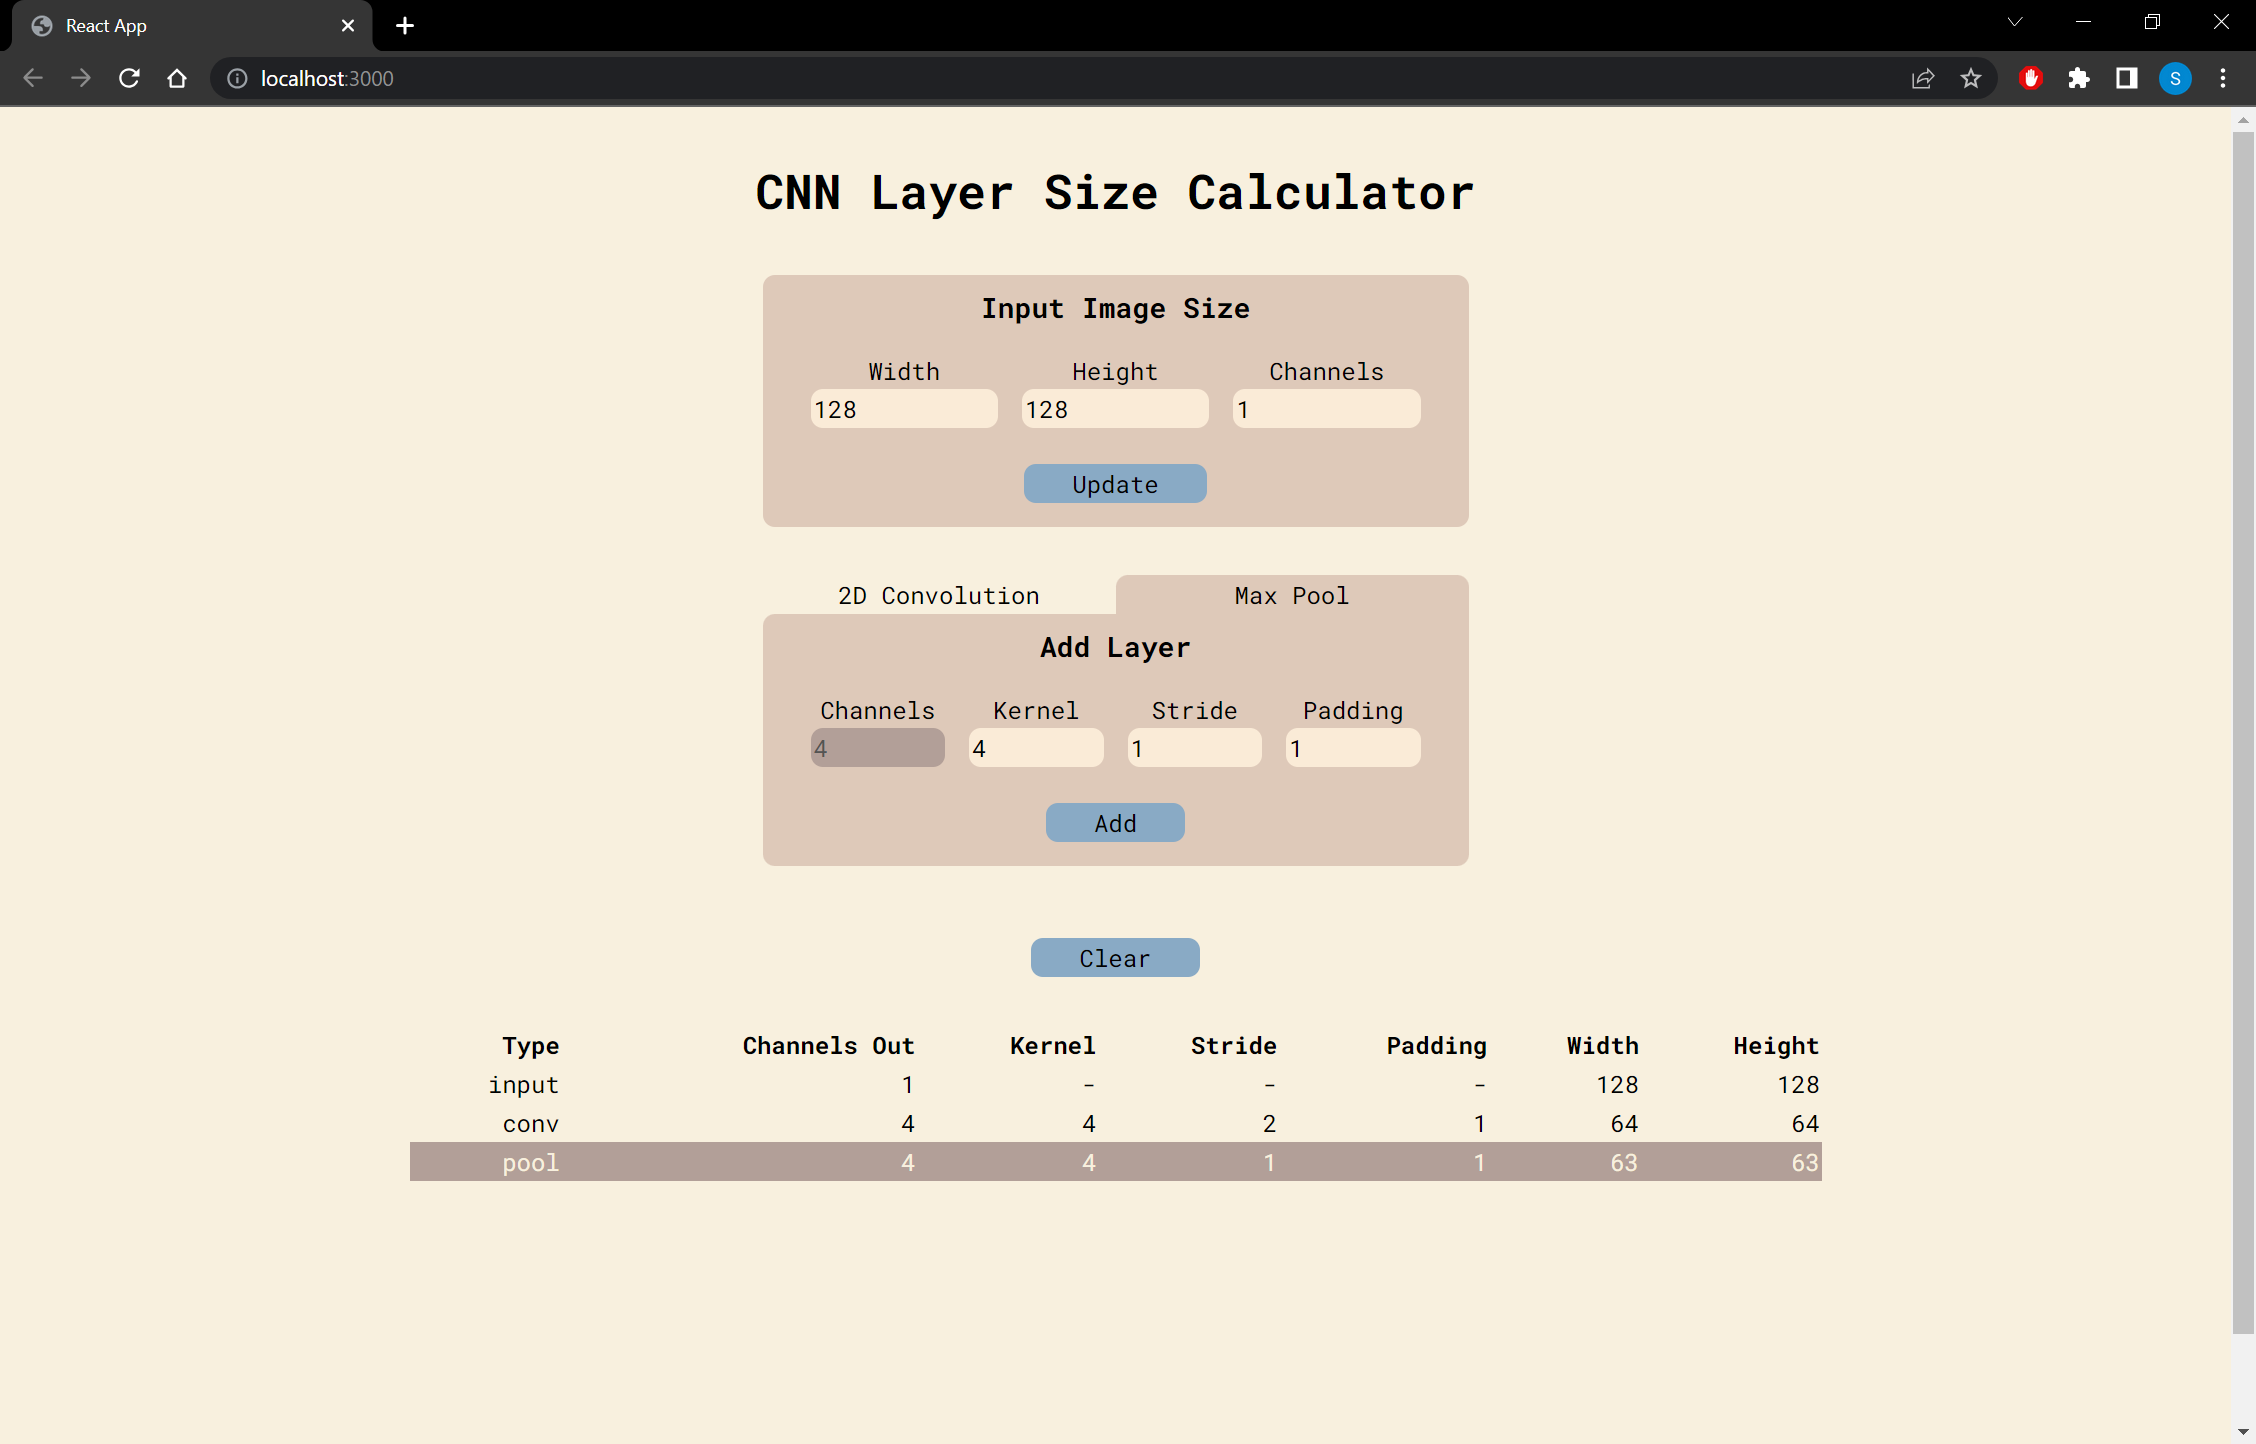 React App
localhost:3000
S
CNN Layer Size Calculator
Input Image Size
Width Height Channels
128 128 1
Update
2D Convolution Max Pool
Add Layer
Channels Kernel Stride Padding
4 4 1 1
Add
Clear
Type Channels Out Kernel Stride Padding Width Height
input 1 - - - 128 128
conv 4 4 2 1 64 64
pool 4 4 1 1 63 63